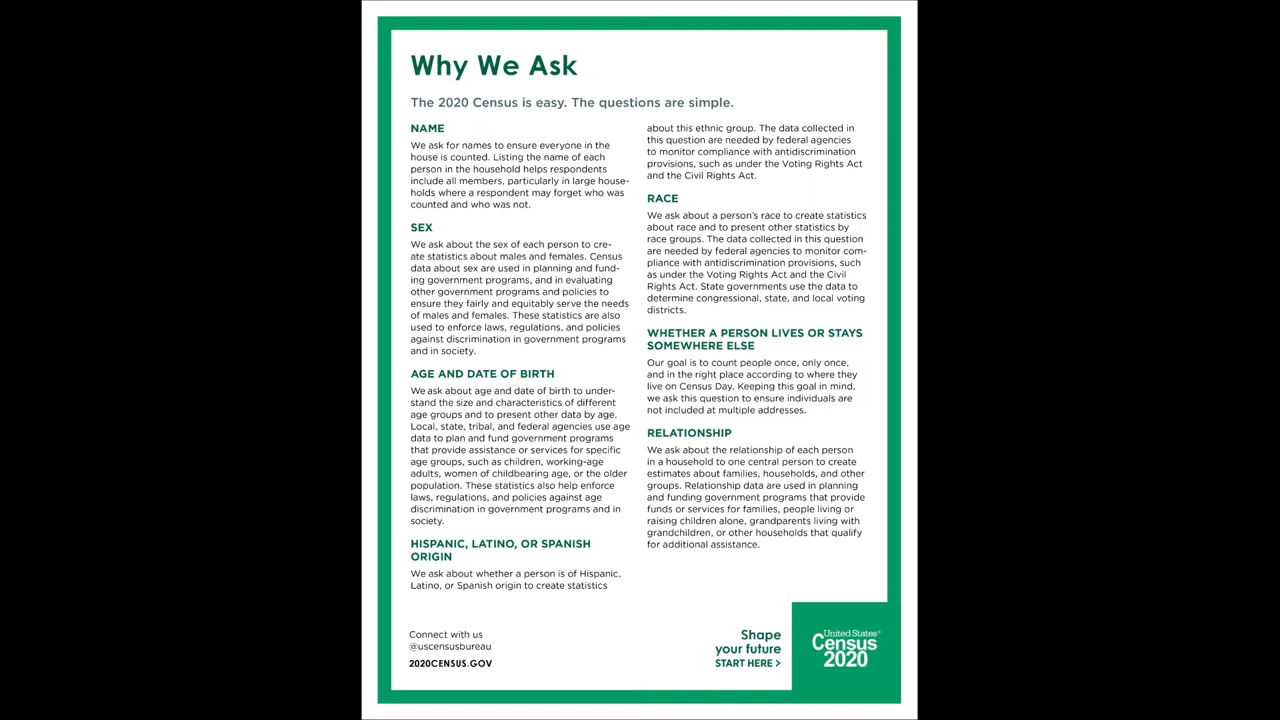 Why We Ask
The 2020 Census is easy. The questions are simple.
NAME
We ask for names to ensure everyone in the
house is counted. Listing the name of each
person in the household helps respondents
include all members, particularly in large house-
holds where a respondent may forget who was
counted and who was not.
SEX
We ask about the sex of each person to cre-
ate statistics about males and females. Census
data about sex are used in planning and fund-
ing government programs, and in evaluating
other government programs and policies to
ensure they fairly and equitably serve the needs
of males and females. These statistics are also
used to enforce laws, regulations, and policies
against discrimination in government programs
and in society.
AGE AND DATE OF BIRTH
We ask about age and date of birth to under-
stand the size and characteristics of different
age groups and to present other data by age.
Local, state, tribal, and federal agencies use age
data to plan and fund government programs
that provide assistance or services for specific
age groups, such as children, working-age
adults, women of childbearing age, or the older
population. These statistics also help enforce
laws, regulations, and policies against age
discrimination in government programs and in
society.
HISPANIC, LATINO, OR SPANISH
ORIGIN
We ask about whether a person is of Hispanic,
Latino, or Spanish origin to create statistics
about this ethnic group. The data collected in
this question are needed by federal agencies
to monitor compliance with antidiscrimination
provisions, such as under the Voting Rights Act
and the Civil Rights Act.
RACE
We ask about a person's race to create statistics
about race and to present other statistics by
race groups. The data collected in this question
are needed by federal agencies to monitor com-
pliance with antidiscrimination provisions, such
as under the Voting Rights Act and the Civil
Rights Act. State governments use the data to
determine congressional, state, and local voting
districts.
WHETHER A PERSON LIVES OR STAYS
SOMEWHERE ELSE
Our goal is to count people once, only once,
and in the right place according to where they
live on Census Day. Keeping this goal in mind,
we ask this question to ensure individuals are
not included at multiple addresses.
RELATIONSHIP
We ask about the relationship of each person
in a household to one central person to create
estimates about families, households, and other
groups. Relationship data are used in planning
and funding government programs that provide
funds or services for families, people living or
raising children alone, grandparents living with
grandchildren, or other households that qualify
for additional assistance.
Connect with us
@uscensusbureau
2020CENSUS.GOV
Shape
your future
START HERE >
United States®
Census
2020